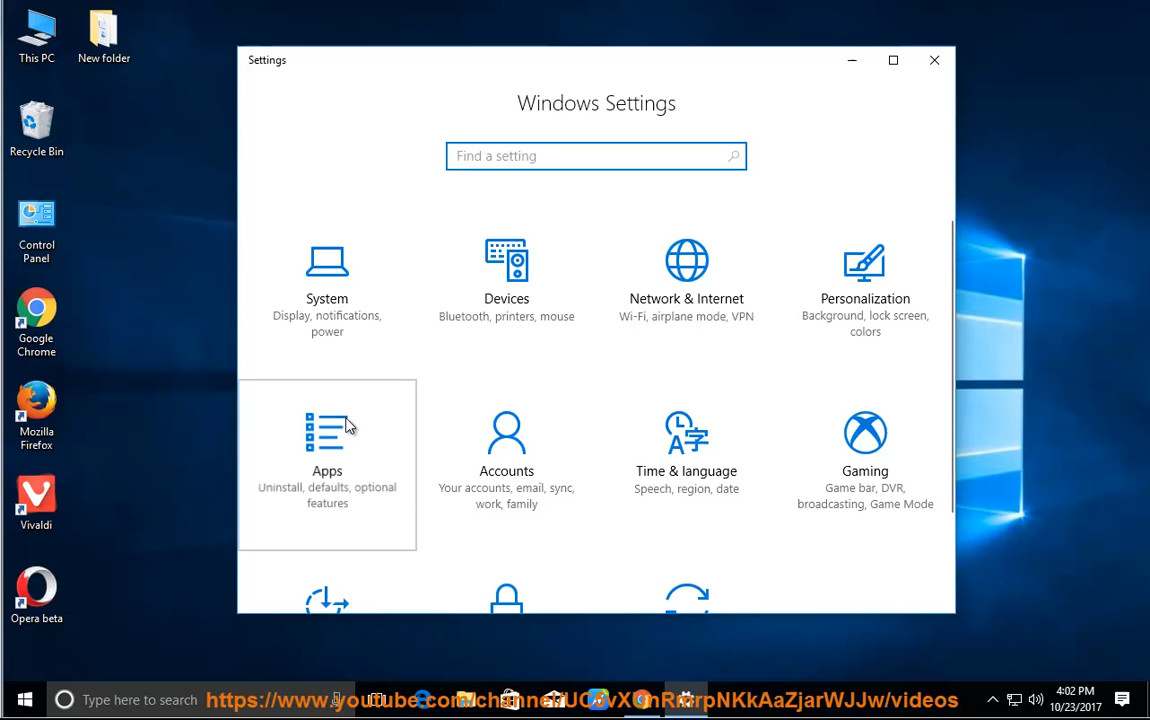 This PC
New folder
Recycle Bin
Control
Panel
Google
Chrome
Mozilla
Firefox
Vivaldi
Opera beta
Settings
Windows Settings
Find a setting
System
Display, notifications,
power
Devices
Bluetooth, printers, mouse
Network & Internet
Wi-Fi, airplane mode, VPN
Personalization
Background, lock screen,
colors
Apps
Uninstall, defaults, optional
features
Accounts
Your accounts, email, sync,
work, family
Time & language
Speech, region, date
Gaming
Game bar, DVR,
broadcasting, Game Mode
Type here to search
4:02 PM
10/23/2017